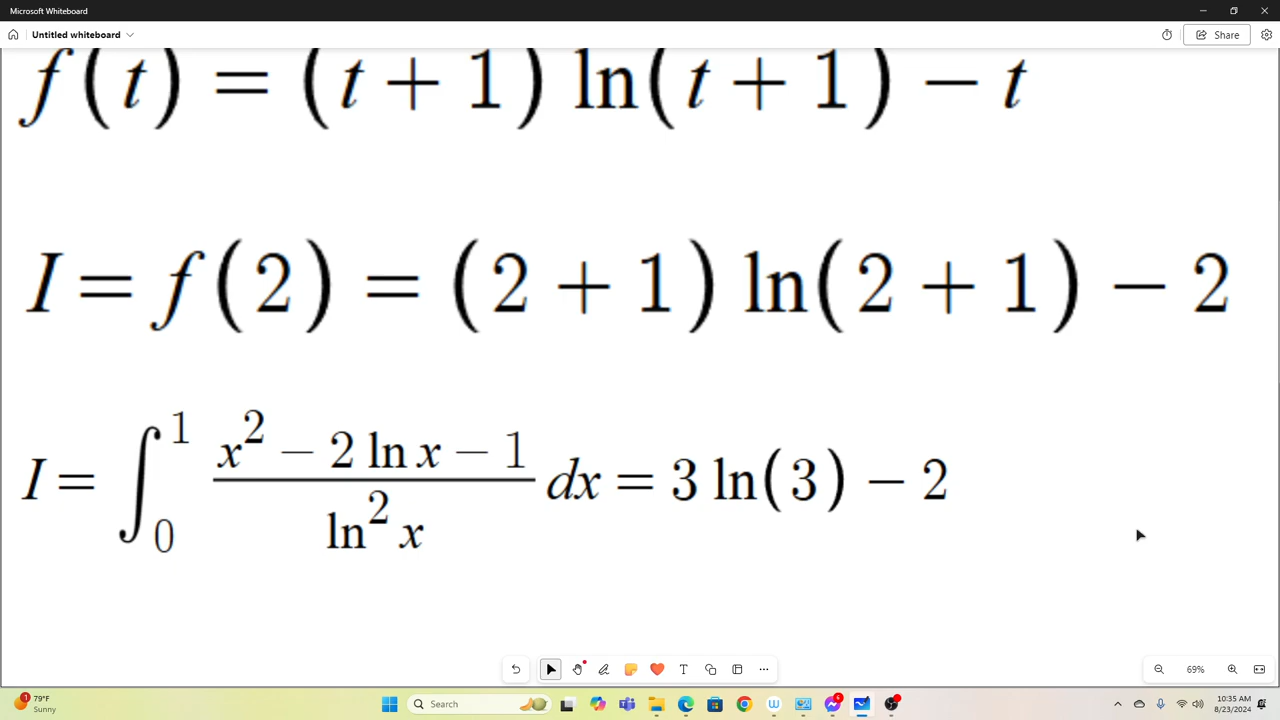 Microsoft Whiteboard
Untitled whiteboard
Share
f(t) = (t + 1) ln(t + 1) − t
I = f(2) = (2 + 1) ln(2 + 1) − 2
I = ∫₀¹ (x² − 2 ln x − 1)/(ln² x) dx = 3 ln(3) − 2
T
69%
1
79°F
Sunny
Search
10:35 AM
8/23/2024